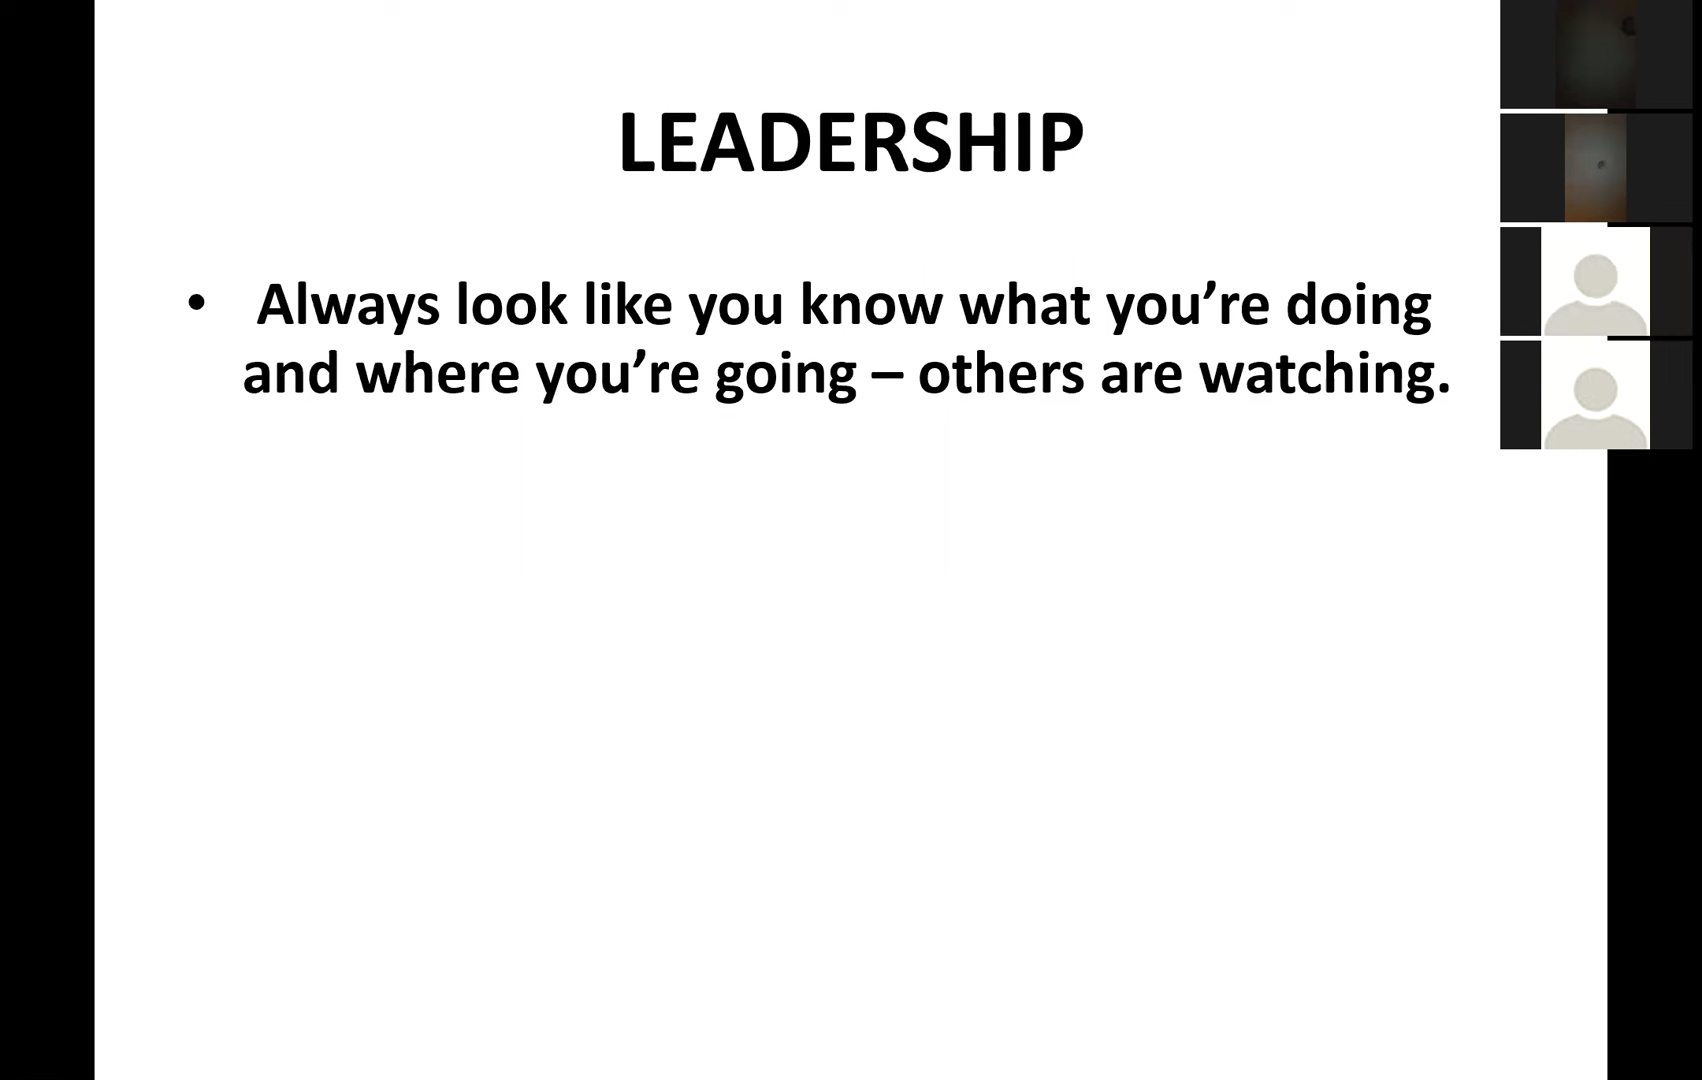 LEADERSHIP
• Always look like you know what you’re doing
and where you’re going – others are watching.